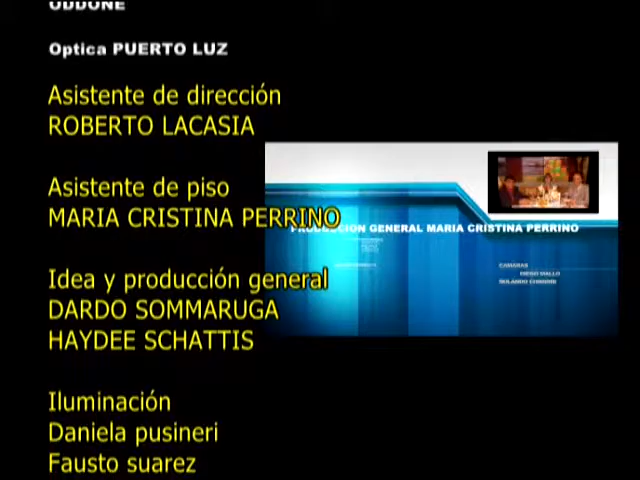 ODDONE
Optica PUERTO LUZ
Asistente de dirección
ROBERTO LACASIA
Asistente de piso
MARIA CRISTINA PERRINO
Idea y producción general
DARDO SOMMARUGA
HAYDEE SCHATTIS
Iluminación
Daniela pusineri
Fausto suarez
PRODUCCION GENERAL MARIA CRISTINA PERRINO
CAMARAS